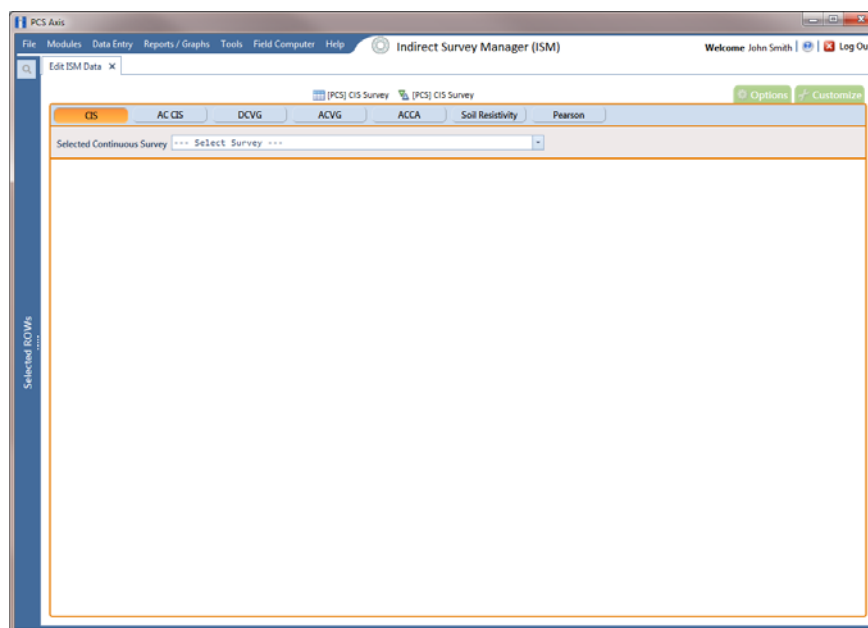 PCS Axis
File Modules Data Entry Reports / Graphs Tools Field Computer Help Indirect Survey Manager (ISM) Welcome John Smith | | Log Ou
Edit ISM Data
[PCS] CIS Survey [PCS] CIS Survey Options Customize
CIS AC CIS DCVG ACVG ACCA Soil Resistivity Pearson
Selected Continuous Survey --- Select Survey ---
Selected ROWs